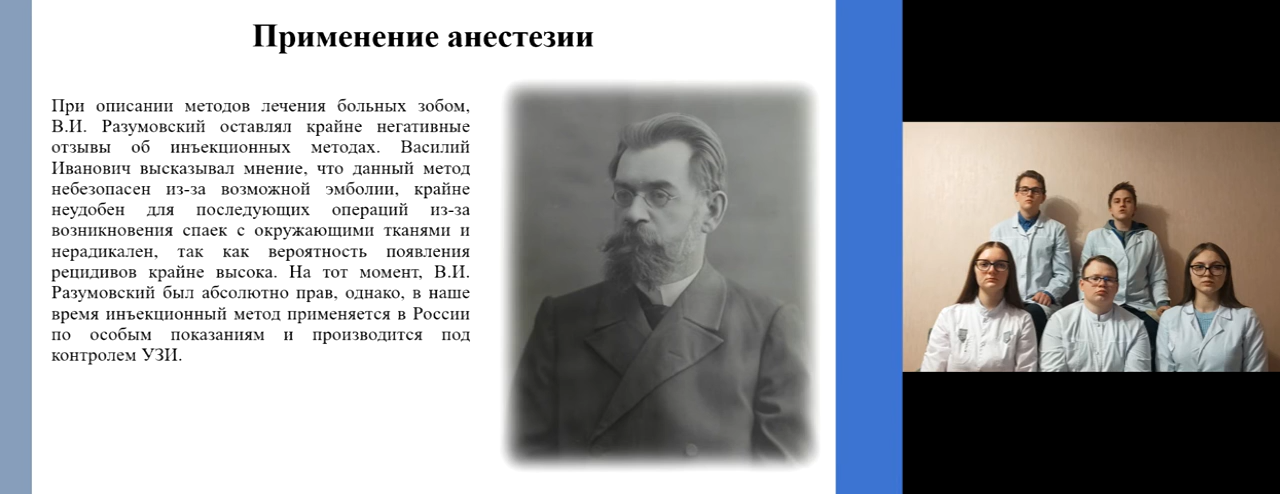 Применение анестезии
При описании методов лечения больных зобом,
В.И. Разумовский оставлял крайне негативные
отзывы об инъекционных методах. Василий
Иванович высказывал мнение, что данный метод
небезопасен из-за возможной эмболии, крайне
неудобен для последующих операций из-за
возникновения спаек с окружающими тканями и
нерадикален, так как вероятность появления
рецидивов крайне высока. На тот момент, В.И.
Разумовский был абсолютно прав, однако, в наше
время инъекционный метод применяется в России
по особым показаниям и производится под
контролем УЗИ.